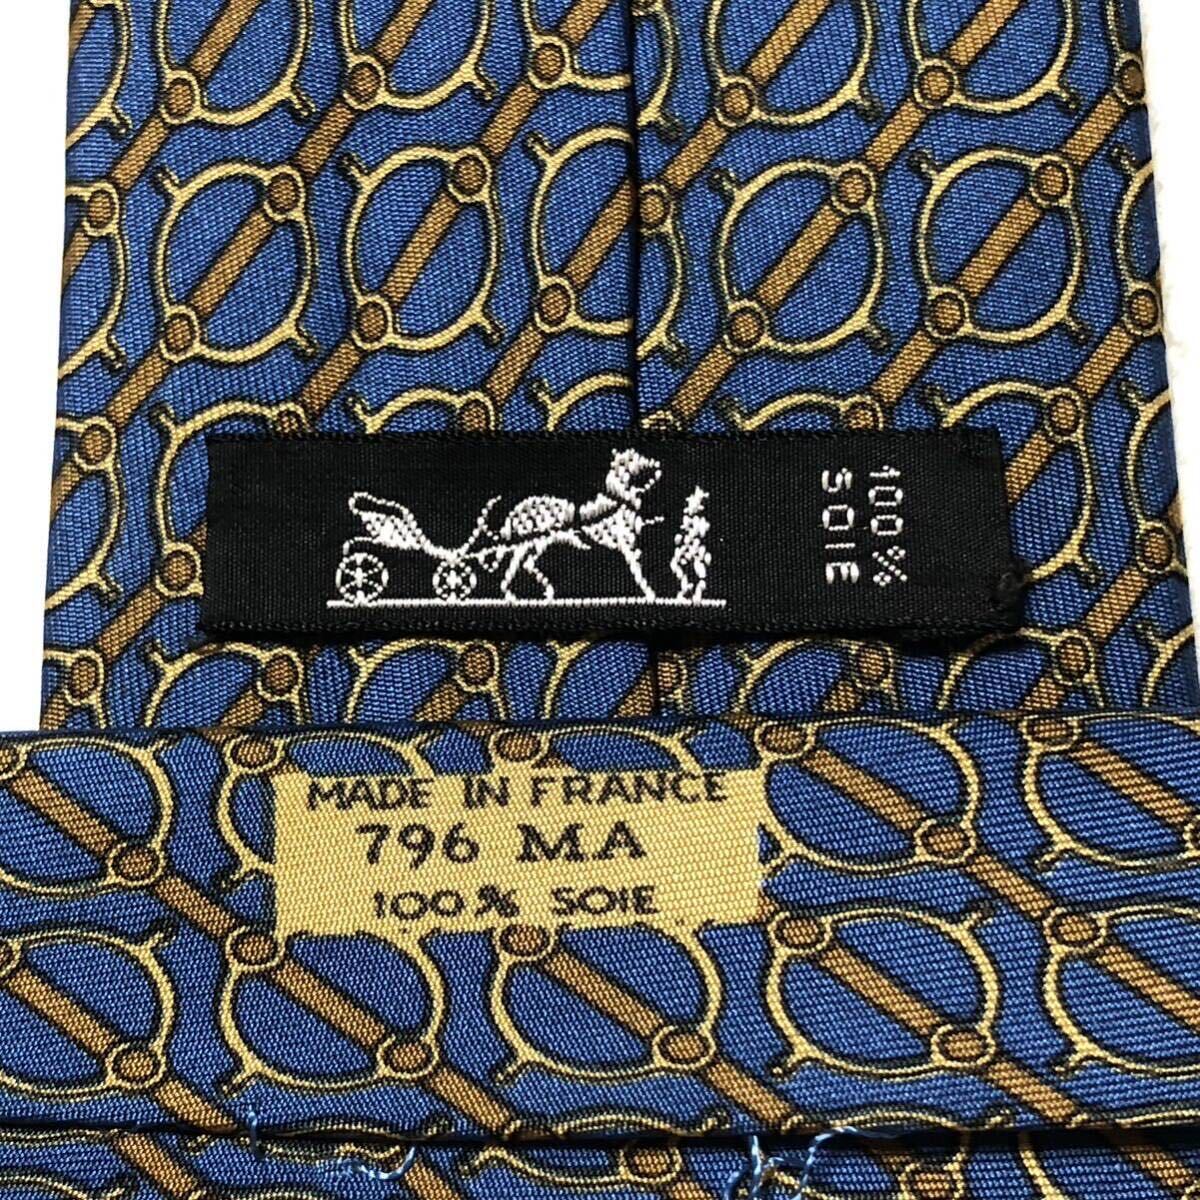 100%
SOIE
MADE IN FRANCE
796 MA
100% SOIE